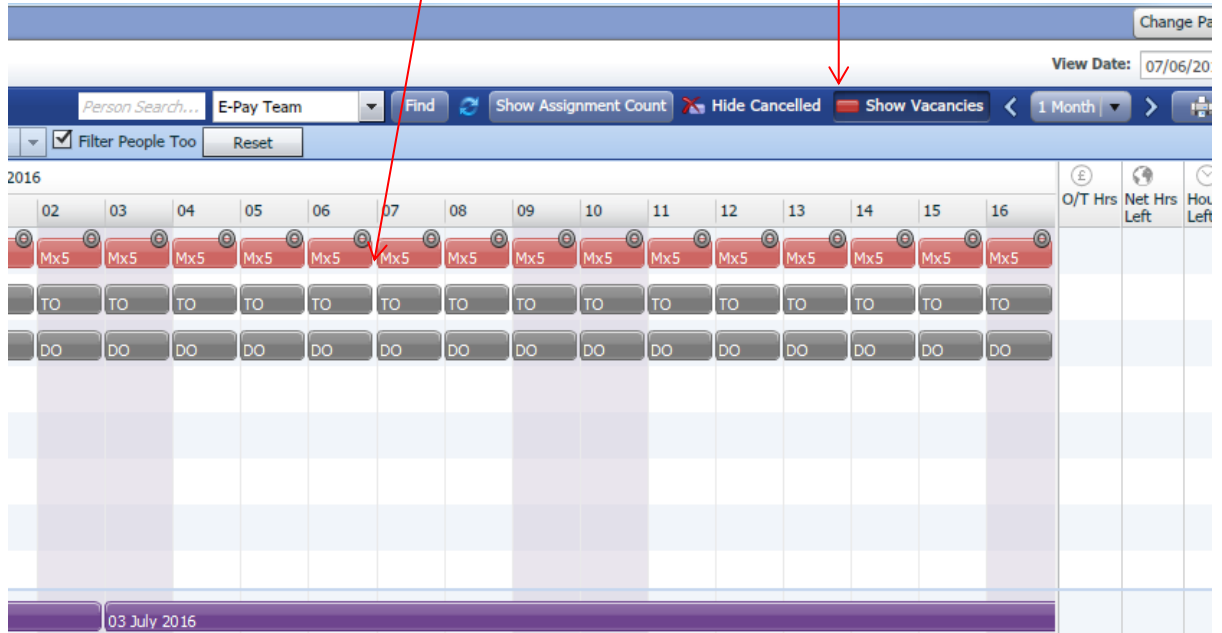 Change Pa
View Date: 07/06/201
Person Search... E-Pay Team Find Show Assignment Count Hide Cancelled Show Vacancies 1 Month
Filter People Too Reset
2016
O/T Hrs Net Hrs Left Hou Left
02 03 04 05 06 07 08 09 10 11 12 13 14 15 16
Mx5 Mx5 Mx5 Mx5 Mx5 Mx5 Mx5 Mx5 Mx5 Mx5 Mx5 Mx5 Mx5 Mx5 Mx5
TO TO TO TO TO TO TO TO TO TO TO TO TO TO TO
DO DO DO DO DO DO DO DO DO DO DO DO DO DO DO
03 July 2016